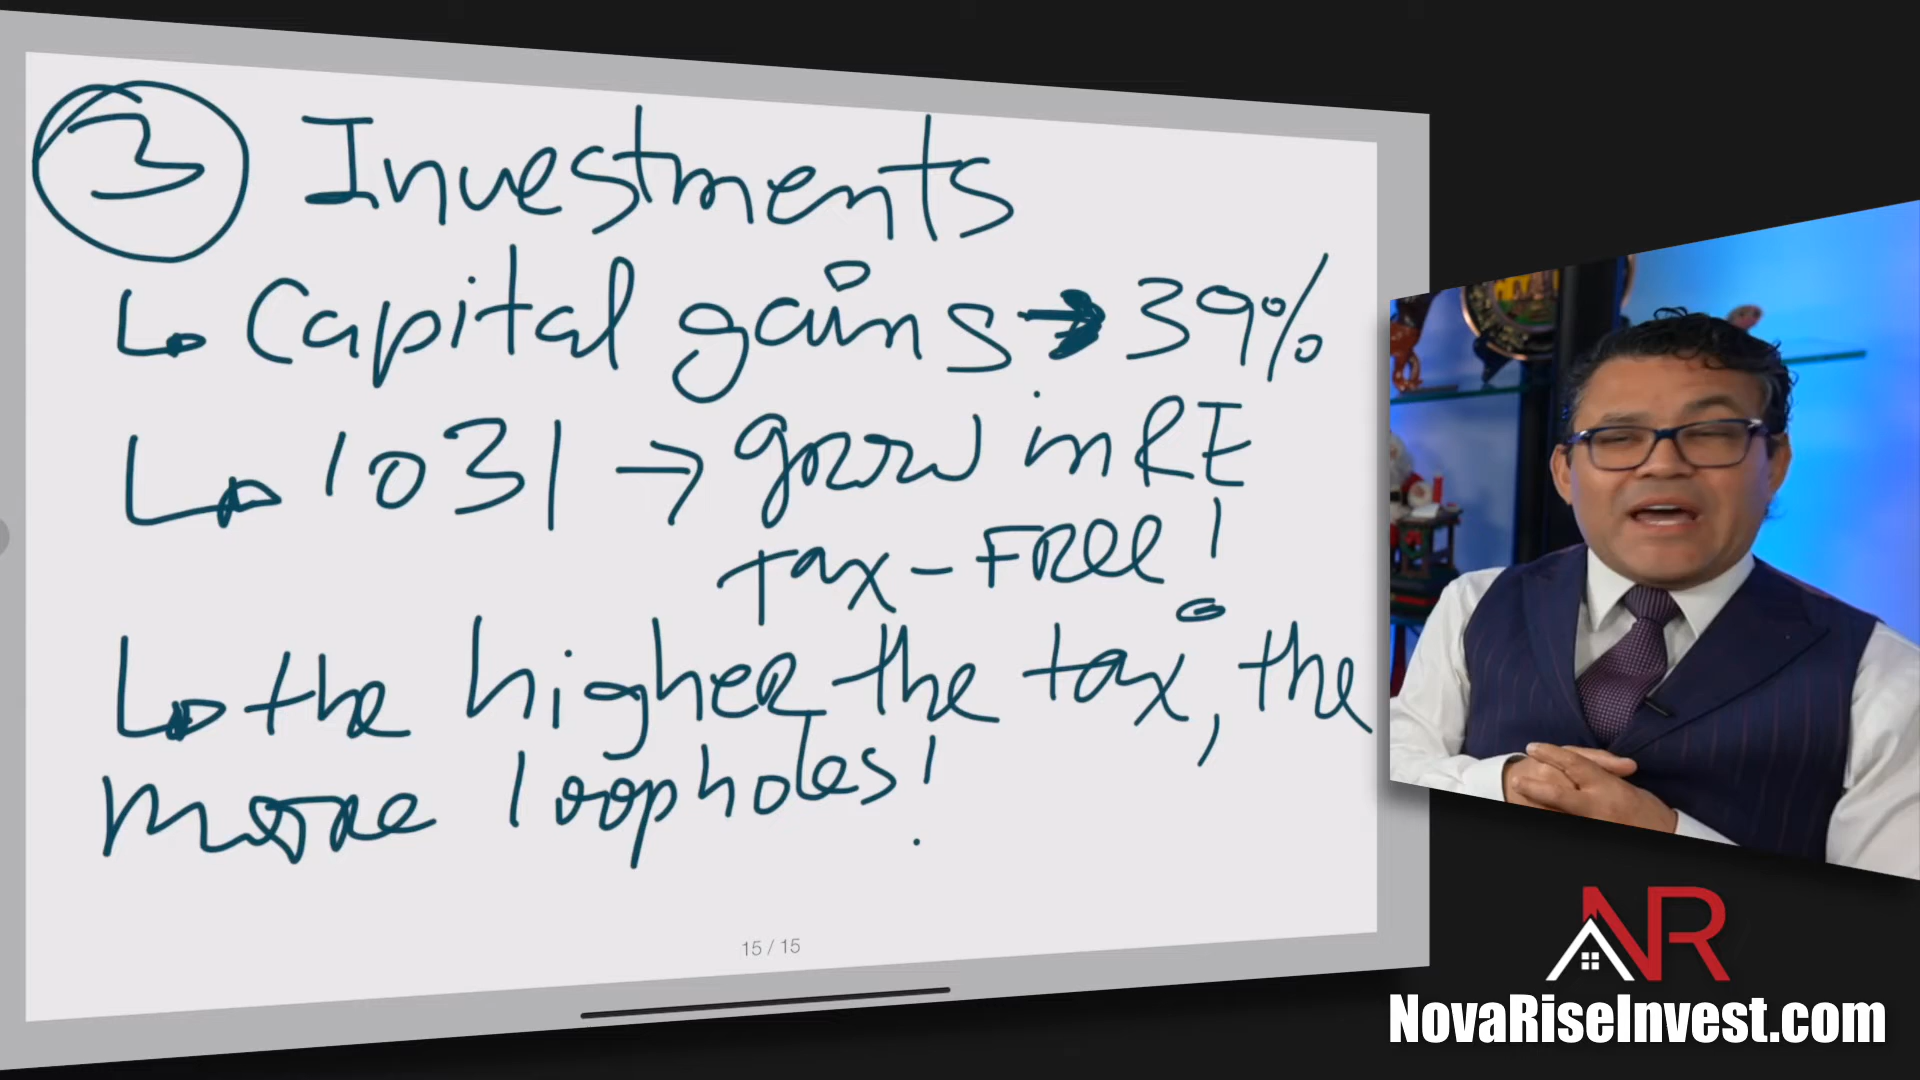 3 Investments
Capital gains → 39%
1031 → grow in RE
Tax-Free!
the higher the tax, the
more loopholes!
15 / 15
NR
NovaRiseInvest.com